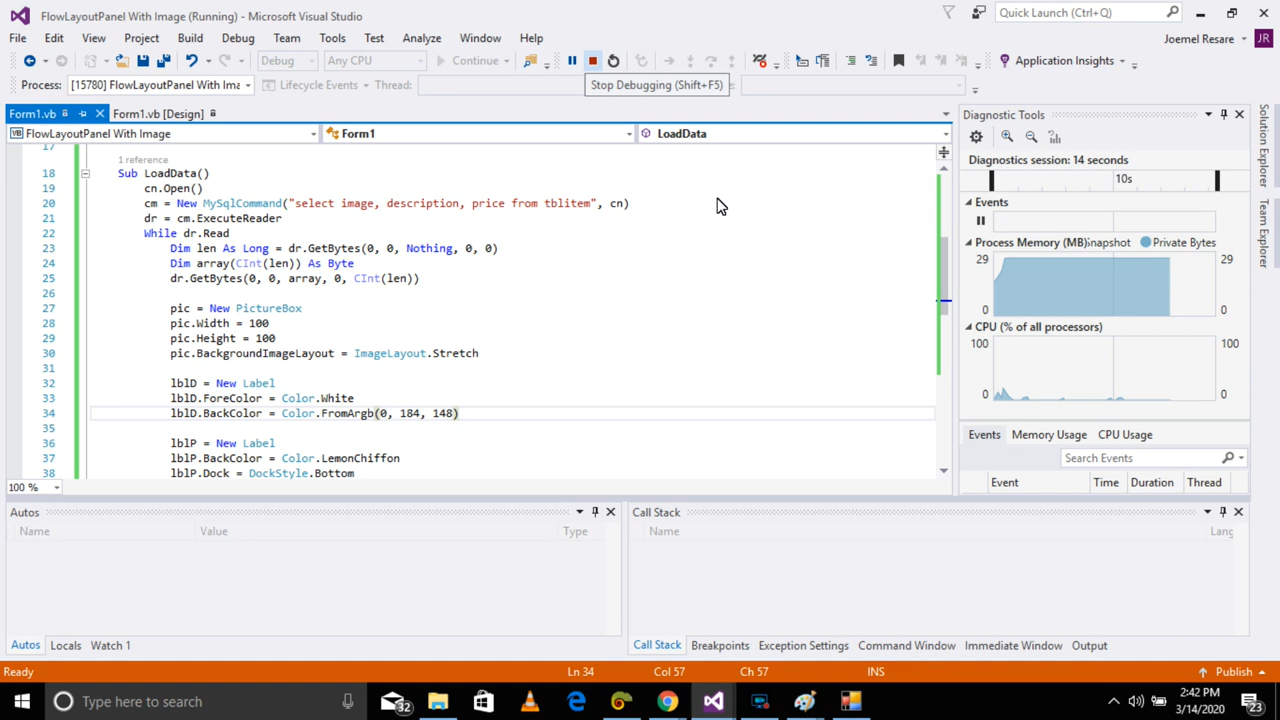 FlowLayoutPanel With Image (Running) - Microsoft Visual Studio
Quick Launch (Ctrl+Q)
File Edit View Project Build Debug Team Tools Test Analyze Window Help
Joemel Resare JR
Debug Any CPU Continue Application Insights
Process: [15780] FlowLayoutPanel With Ima Lifecycle Events Thread:
Stop Debugging (Shift+F5)
Form1.vb Form1.vb [Design]
FlowLayoutPanel With Image Form1 LoadData
17
1 reference
18 Sub LoadData()
19 cn.Open()
20 cm = New MySqlCommand("select image, description, price from tblitem", cn)
21 dr = cm.ExecuteReader
22 While dr.Read
23 Dim len As Long = dr.GetBytes(0, 0, Nothing, 0, 0)
24 Dim array(CInt(len)) As Byte
25 dr.GetBytes(0, 0, array, 0, CInt(len))
26
27 pic = New PictureBox
28 pic.Width = 100
29 pic.Height = 100
30 pic.BackgroundImageLayout = ImageLayout.Stretch
31
32 lblD = New Label
33 lblD.ForeColor = Color.White
34 lblD.BackColor = Color.FromArgb(0, 184, 148)
35
36 lblP = New Label
37 lblP.BackColor = Color.LemonChiffon
38 lblP.Dock = DockStyle.Bottom
100 %
Diagnostic Tools
Diagnostics session: 14 seconds
10s
Events
Process Memory (MB) Snapshot Private Bytes
29 29
0 0
CPU (% of all processors)
100 100
0 0
Events Memory Usage CPU Usage
Search Events
Event Time Duration Thread
Solution Explorer
Team Explorer
Autos
Name Value Type
Autos Locals Watch 1
Call Stack
Name Lang
Call Stack Breakpoints Exception Settings Command Window Immediate Window Output
Ready Ln 34 Col 57 Ch 57 INS Publish
Type here to search
32
2:42 PM
3/14/2020
23